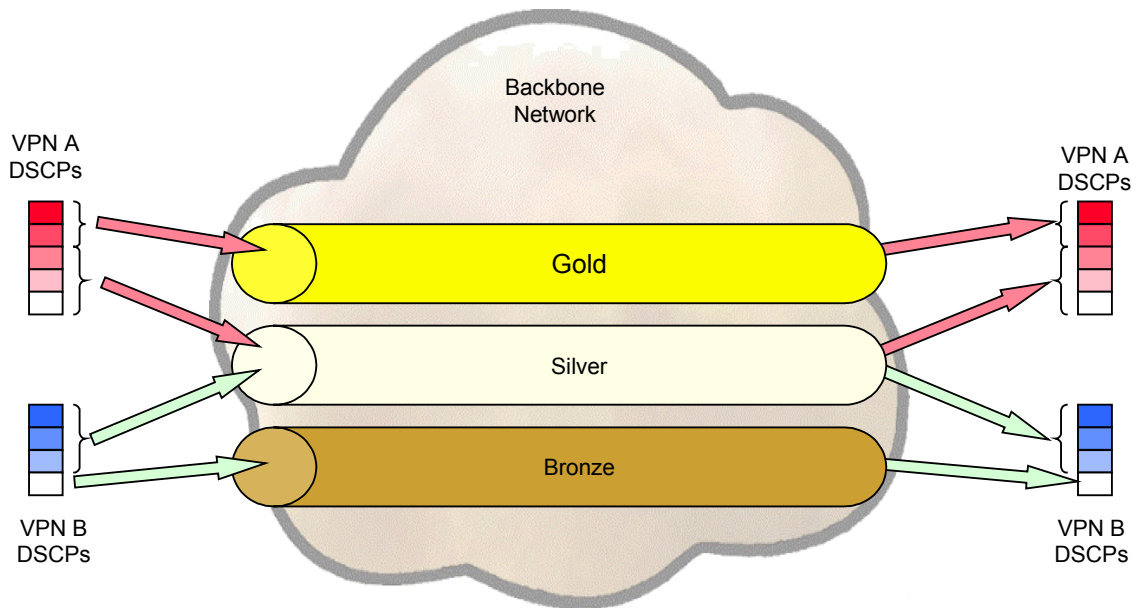 Backbone
Network
VPN A
DSCPs
VPN A
DSCPs
Gold
Silver
Bronze
VPN B
DSCPs
VPN B
DSCPs